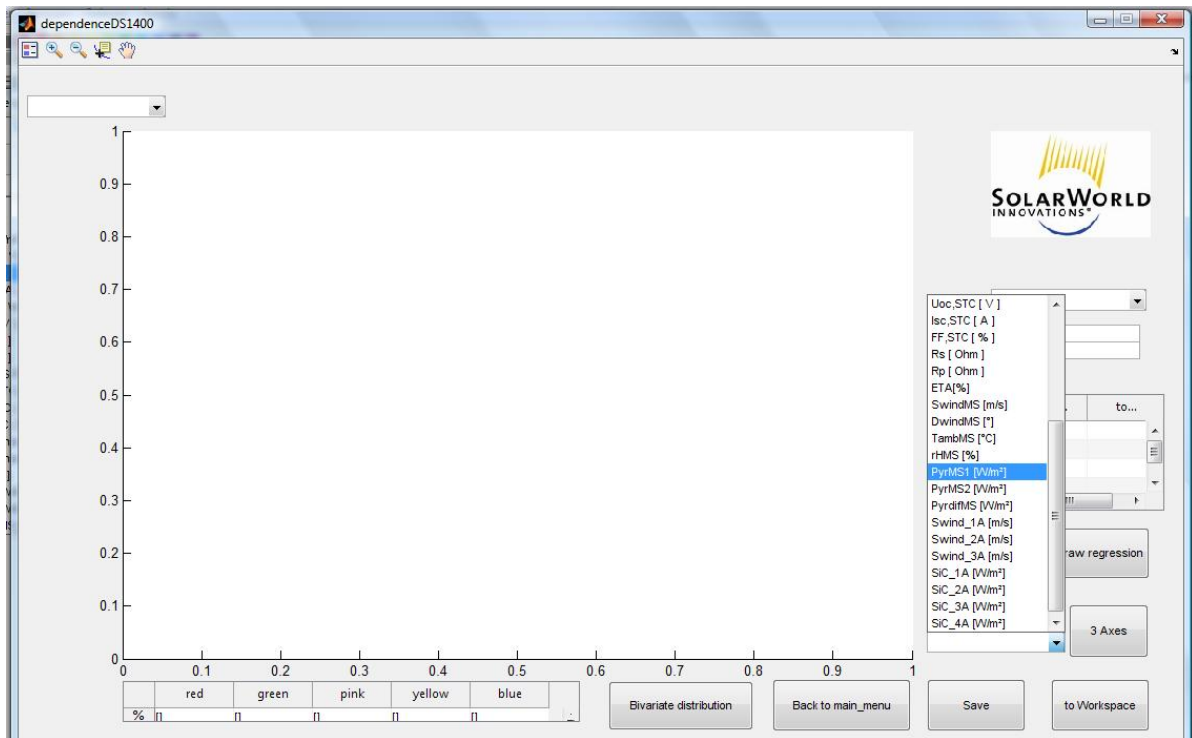 dependenceDS1400
1
0.9
0.8
0.7
0.6
0.5
0.4
0.3
0.2
0.1
0
0 0.1 0.2 0.3 0.4 0.5 0.6 0.7 0.8 0.9 1
SOLARWORLD
INNOVATIONS
Uoc,STC [ V ]
Isc,STC [ A ]
FF,STC [ % ]
Rs [ Ohm ]
Rp [ Ohm ]
ETA[%]
SwindMS [m/s]
DwindMS [°]
TambMS [°C]
rHMS [%]
PyrMS1 [W/m²]
PyrMS2 [W/m²]
PyrdifMS [W/m²]
Swind_1A [m/s]
Swind_2A [m/s]
Swind_3A [m/s]
SiC_1A [W/m²]
SiC_2A [W/m²]
SiC_3A [W/m²]
SiC_4A [W/m²]
to...
raw regression
3 Axes
red green pink yellow blue
% [] [] [] [] []
Bivariate distribution
Back to main_menu
Save
to Workspace